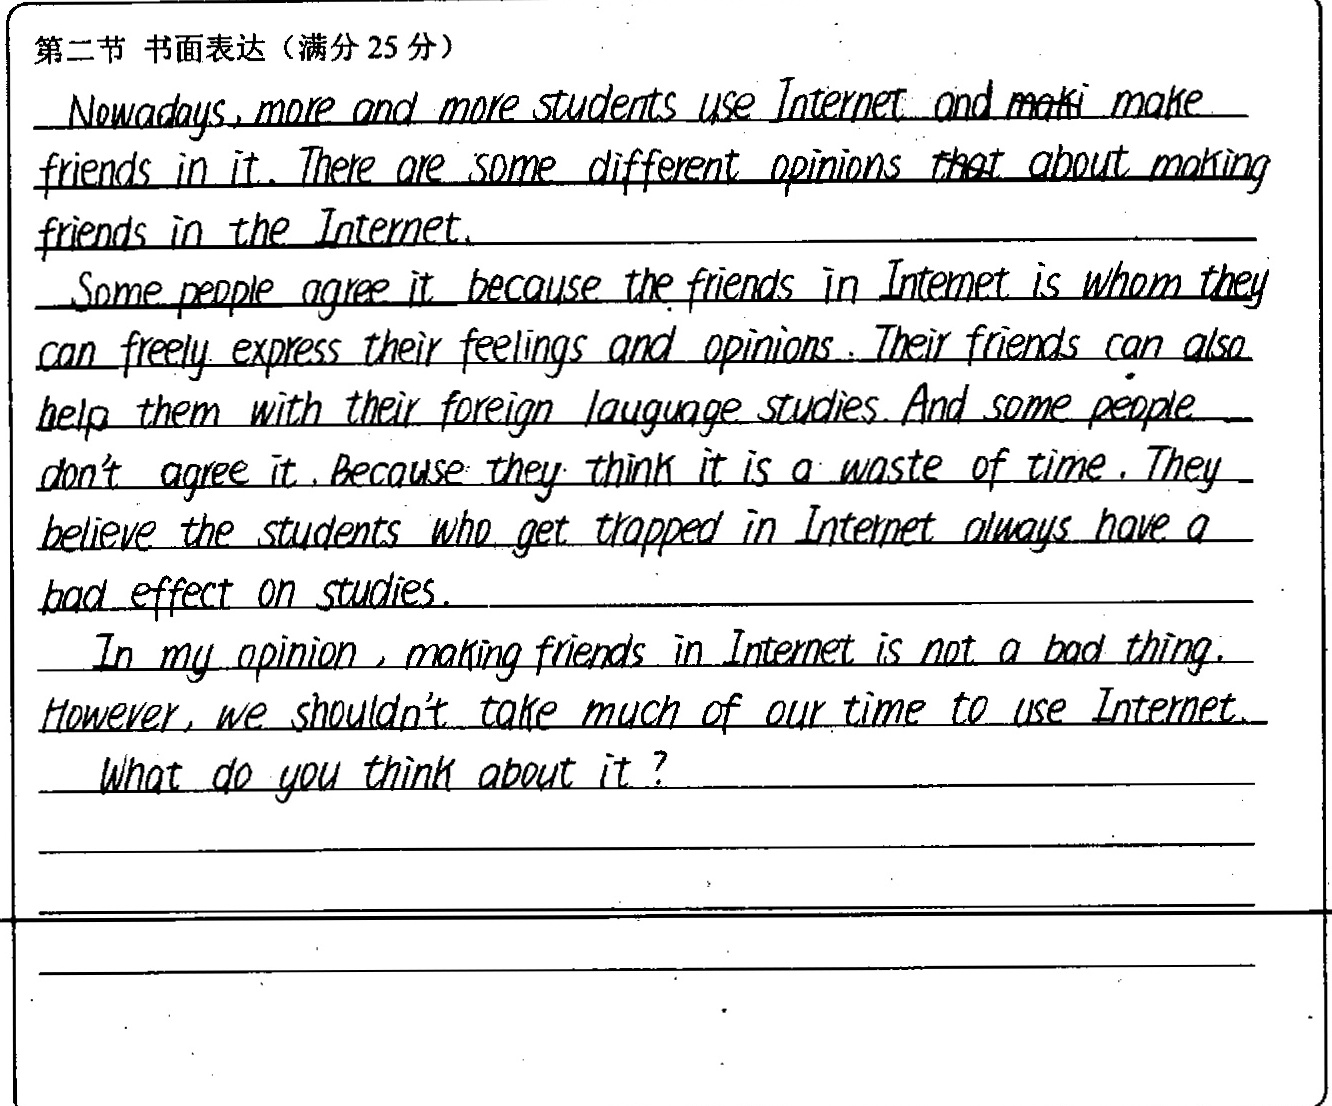 第二节 书面表达（满分 25 分）
Nowadays, more and more students use Internet and maki make
friends in it. There are some different opinions that about making
friends in the Internet.
Some people agree it because the friends in Internet is whom they
can freely express their feelings and opinions. Their friends can also
help them with their foreign lauguage studies. And some people
don't agree it. Because they think it is a waste of time. They
believe the students who get trapped in Internet always have a
bad effect on studies.
In my opinion, making friends in Internet is not a bad thing.
However, we shouldn't take much of our time to use Internet.
What do you think about it?